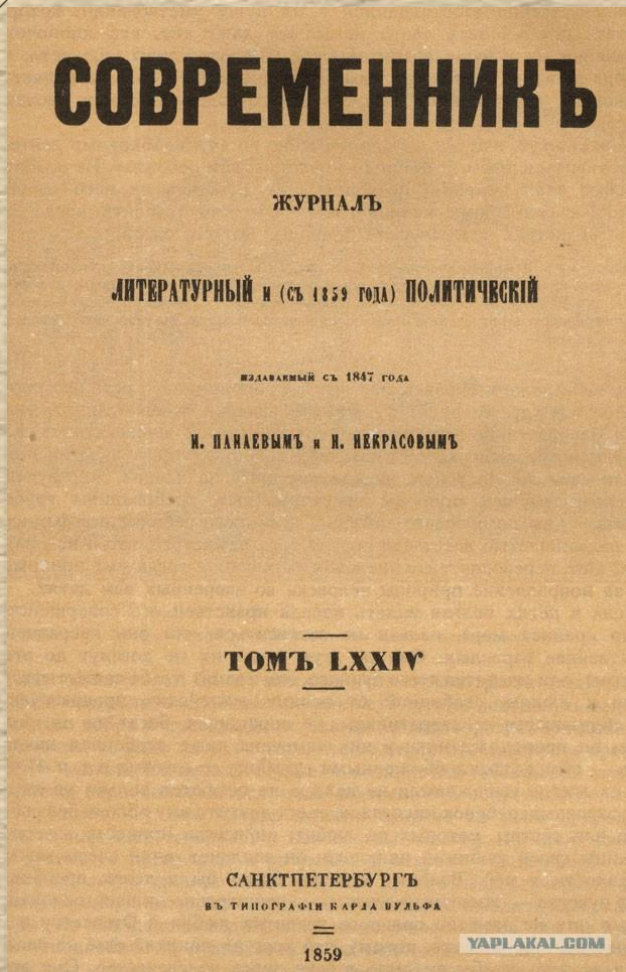 СОВРЕМЕННИКЪ
ЖУРНАЛЪ
ЛИТЕРАТУРНЫЙ И (СЪ 1859 ГОДА) ПОЛИТИЧЕСКІЙ
ИЗДАВАЕМЫЙ СЪ 1847 ГОДА
И. ПАНАЕВЫМЪ и Н. НЕКРАСОВЫМЪ
ТОМЪ LXXIV
САНКТПЕТЕРБУРГЪ
ВЪ ТИПОГРАФІИ КАРЛА ВУЛЬФА
1859
YAPLAKAL.COM